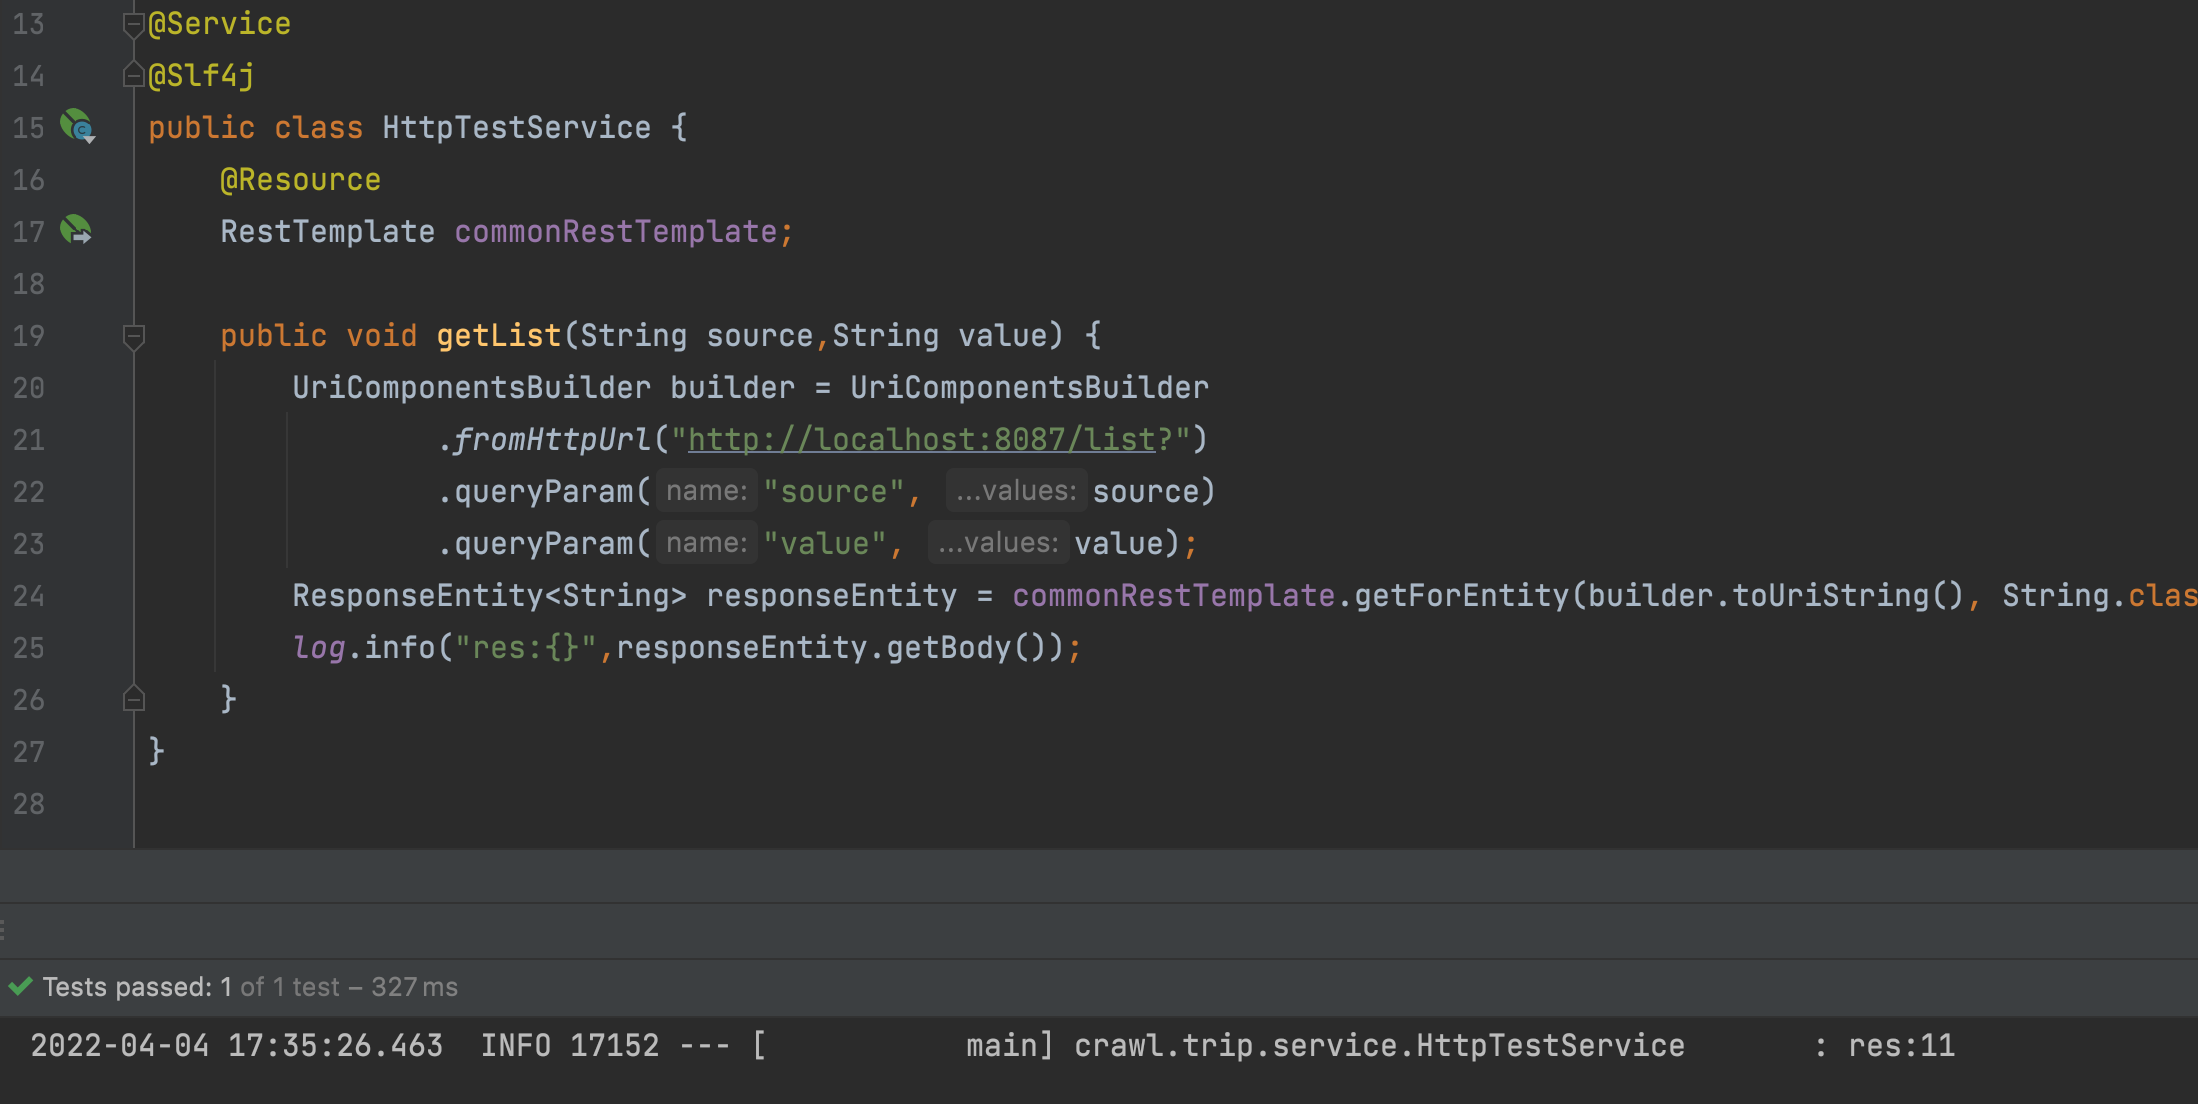 13 @Service
14 @Slf4j
15 public class HttpTestService {
16 @Resource
17 RestTemplate commonRestTemplate;
18
19 public void getList(String source,String value) {
20 UriComponentsBuilder builder = UriComponentsBuilder
21 .fromHttpUrl("http://localhost:8087/list?")
22 .queryParam( name: "source", ...values: source)
23 .queryParam( name: "value", ...values: value);
24 ResponseEntity<String> responseEntity = commonRestTemplate.getForEntity(builder.toUriString(), String.clas
25 log.info("res:{}",responseEntity.getBody());
26 }
27 }
28
Tests passed: 1 of 1 test – 327 ms
2022-04-04 17:35:26.463  INFO 17152 --- [           main] crawl.trip.service.HttpTestService       : res:11